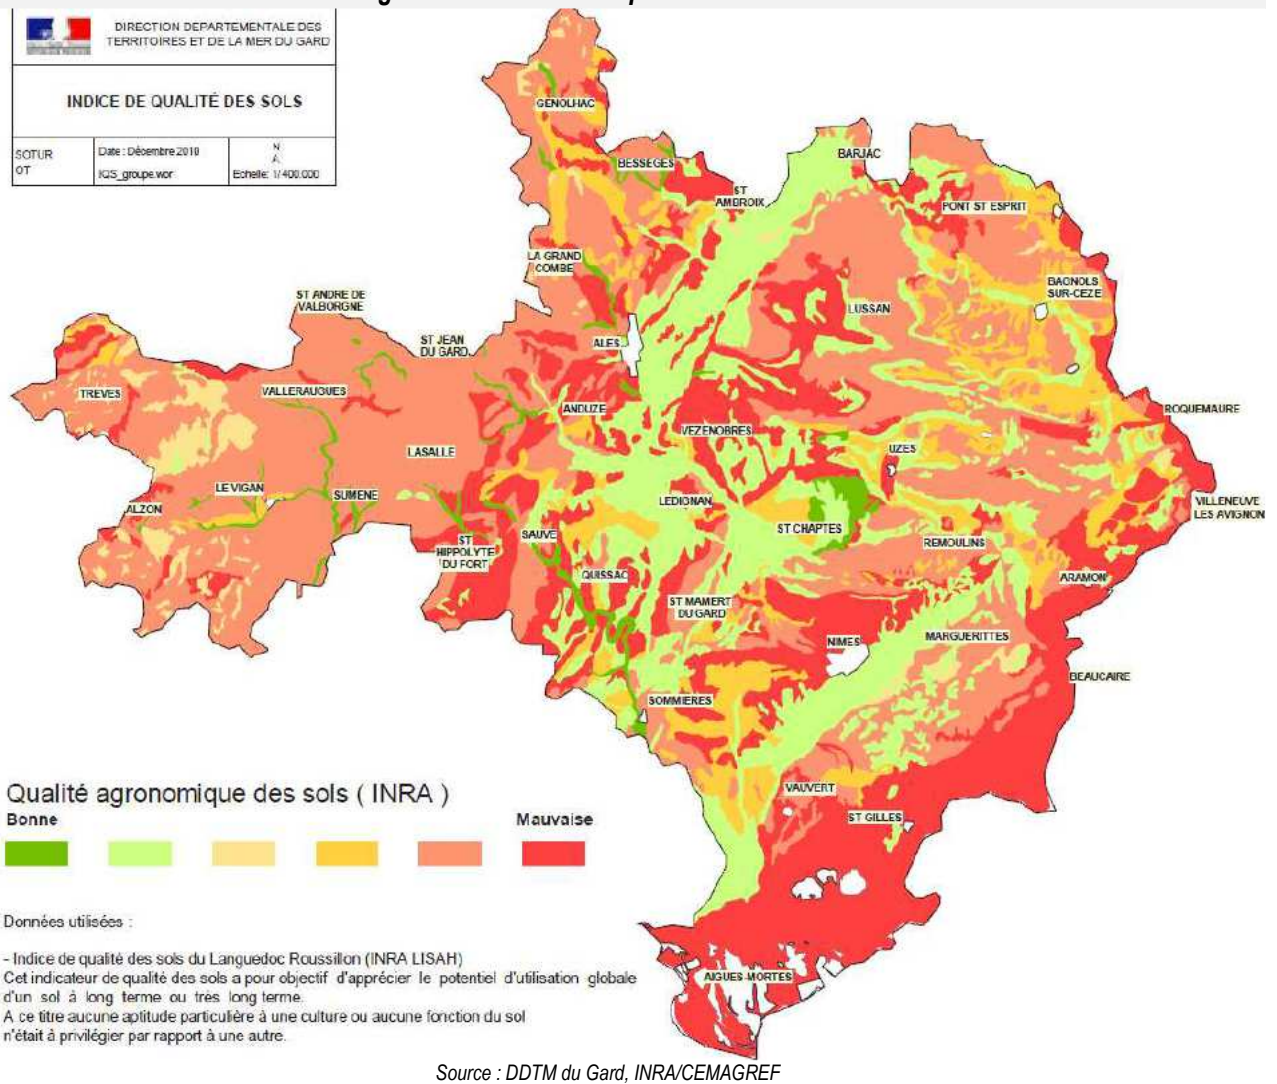 DIRECTION DEPARTEMENTALE DES
TERRITOIRES ET DE LA MER DU GARD
INDICE DE QUALITÉ DES SOLS
SOTUR
OT
Date : Décembre 2010
IQS_groupe.wor
N
Echelle: 1/400.000
GENOLHAC
BESSEGES
BARJAC
ST
AMBROIX
PONT ST ESPRIT
LA GRAND
COMBE
BAGNOLS
SUR-CEZE
ST ANDRE DE
VALBORGNE
LUSSAN
ST JEAN
DU GARD
ALES
TREVES
VALLERAUGUES
ANDUZE
ROQUEMAURE
VEZENOBRES
LASALLE
UZES
LE VIGAN
SUMENE
LEDIGNAN
VILLENEUVE
LES AVIGNON
ALZON
ST CHAPTES
SAUVE
ST
HIPPOLYTE
DU FORT
REMOULINS
QUISSAC
ARAMON
ST MAMERT
DU GARD
NIMES
MARGUERITTES
BEAUCAIRE
SOMMIERES
VAUVERT
ST GILLES
AIGUES-MORTES
Qualité agronomique des sols ( INRA )
Bonne
Mauvaise
Données utilisées :
- Indice de qualité des sols du Languedoc Roussillon (INRA LISAH)
Cet indicateur de qualité des sols a pour objectif d'apprécier le potentiel d'utilisation globale
d'un sol à long terme ou très long terme.
A ce titre aucune aptitude particulière à une culture ou aucune fonction du sol
n'était à privilégier par rapport à une autre.
Source : DDTM du Gard, INRA/CEMAGREF